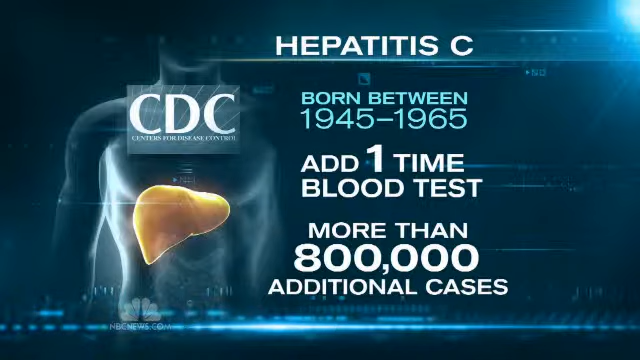 HEPATITIS C
CDC
CENTERS FOR DISEASE CONTROL
BORN BETWEEN
1945–1965
ADD 1 TIME
BLOOD TEST
MORE THAN
800,000
ADDITIONAL CASES
NBCNEWS.COM